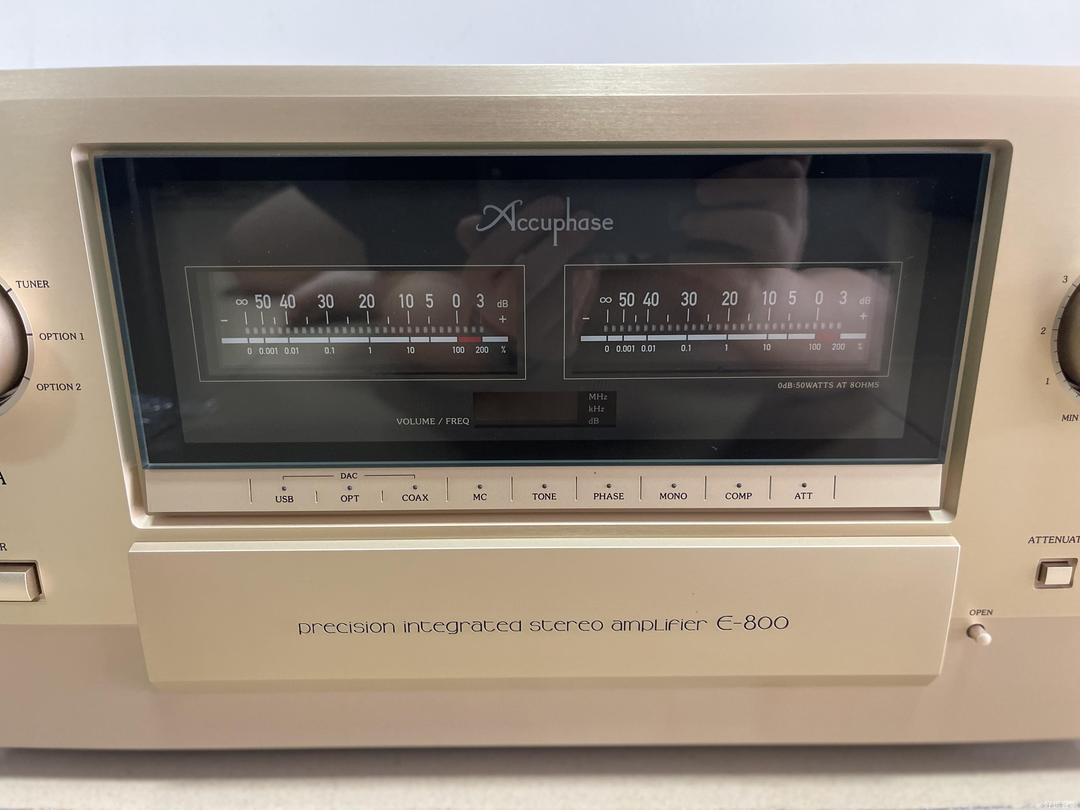 Accuphase
∞ 50 40 30 20 10 5 0 3 dB
− +
0 0.001 0.01 0.1 1 10 100 200 %
∞ 50 40 30 20 10 5 0 3 dB
− +
0 0.001 0.01 0.1 1 10 100 200 %
0dB:50WATTS AT 8OHMS
VOLUME / FREQ
MHz
kHz
dB
TUNER
OPTION 1
OPTION 2
3
2
1
MIN
DAC
USB OPT COAX MC TONE PHASE MONO COMP ATT
A
R
ATTENUAT
OPEN
precision integrated stereo amplifier E-800